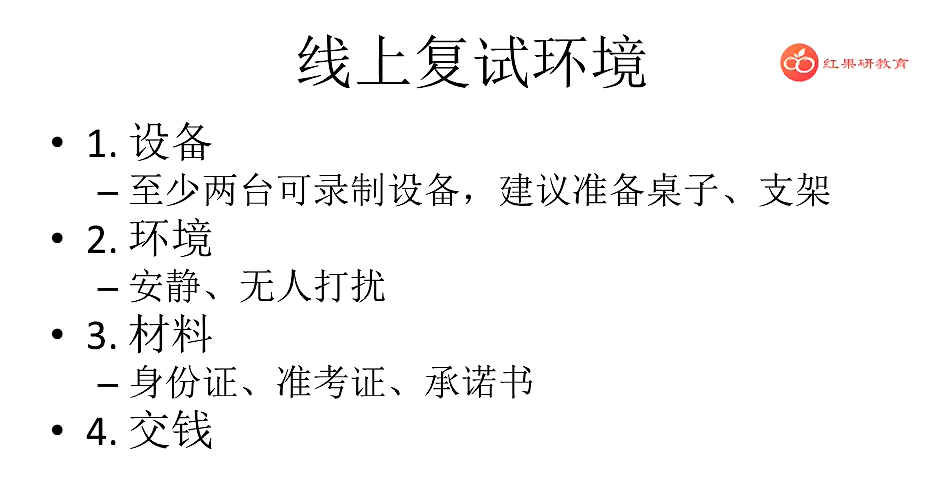 线上复试环境
红果研教育
• 1. 设备
– 至少两台可录制设备，建议准备桌子、支架
• 2. 环境
– 安静、无人打扰
• 3. 材料
– 身份证、准考证、承诺书
• 4. 交钱